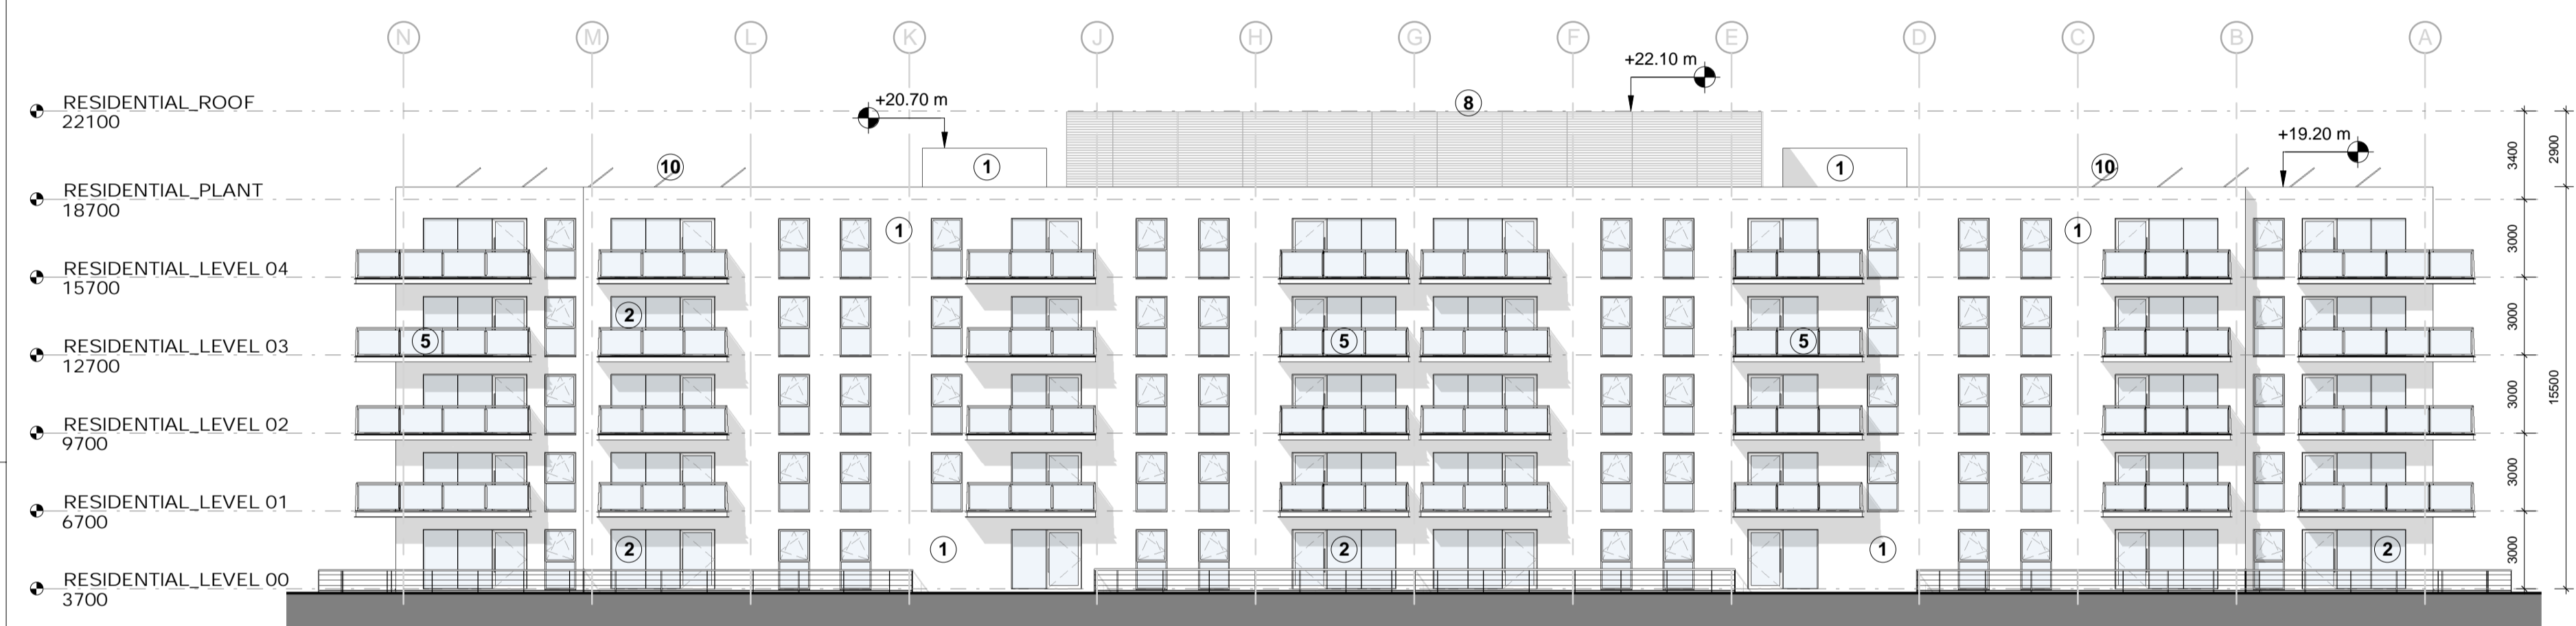 N M L K J H G F E D C B A
+22.10 m
RESIDENTIAL_ROOF
22100
+20.70 m
8
+19.20 m
3400
2900
10
1
1
10
RESIDENTIAL_PLANT
18700
1
1
3000
RESIDENTIAL_LEVEL 04
15700
2
3000
5
5
5
RESIDENTIAL_LEVEL 03
12700
3000
15500
RESIDENTIAL_LEVEL 02
9700
3000
RESIDENTIAL_LEVEL 01
6700
2
1
2
1
2
3000
RESIDENTIAL_LEVEL 00
3700